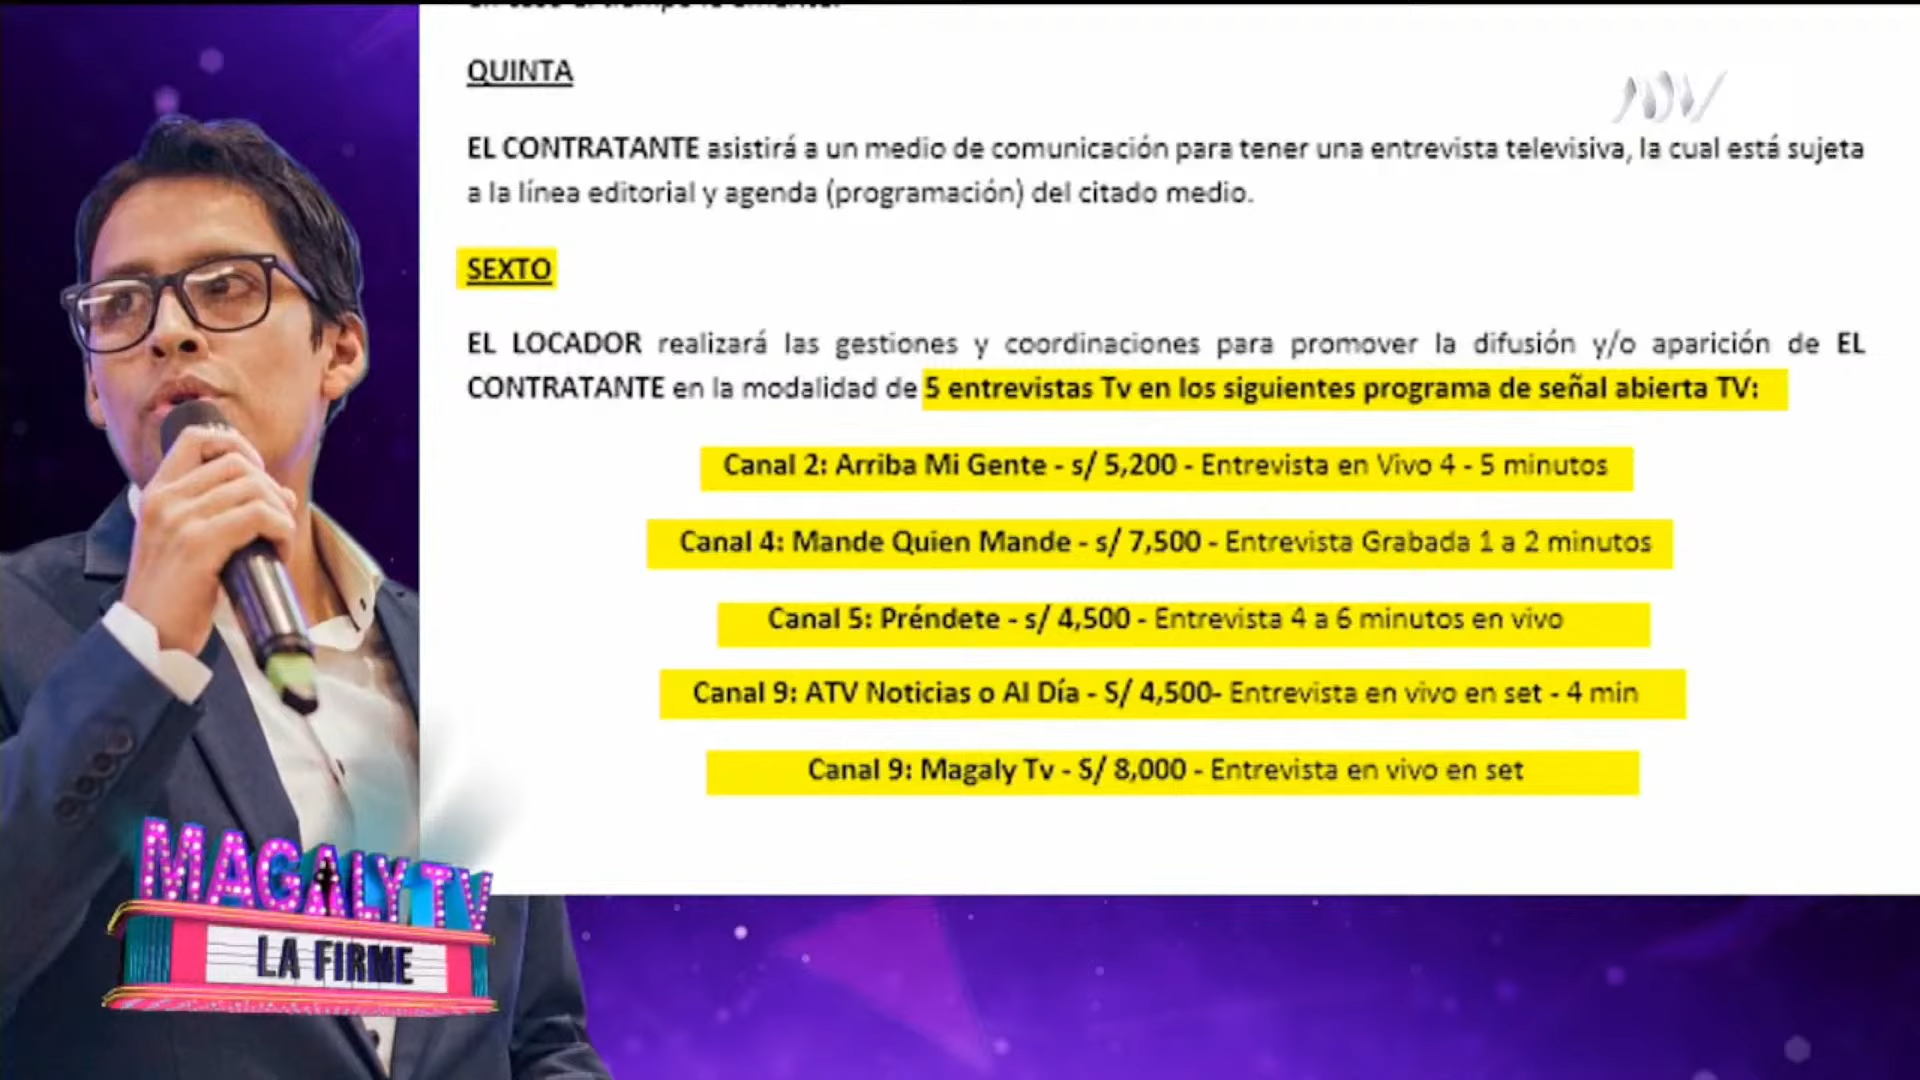 QUINTA
EL CONTRATANTE asistirá a un medio de comunicación para tener una entrevista televisiva, la cual está sujeta
a la línea editorial y agenda (programación) del citado medio.
SEXTO
EL LOCADOR realizará las gestiones y coordinaciones para promover la difusión y/o aparición de EL
CONTRATANTE en la modalidad de 5 entrevistas Tv en los siguientes programa de señal abierta TV:
Canal 2: Arriba Mi Gente - s/ 5,200 - Entrevista en Vivo 4 - 5 minutos
Canal 4: Mande Quien Mande - s/ 7,500 - Entrevista Grabada 1 a 2 minutos
Canal 5: Préndete - s/ 4,500 - Entrevista 4 a 6 minutos en vivo
Canal 9: ATV Noticias o Al Día - S/ 4,500- Entrevista en vivo en set - 4 min
Canal 9: Magaly Tv - S/ 8,000 - Entrevista en vivo en set
MAGALY TV
LA FIRME